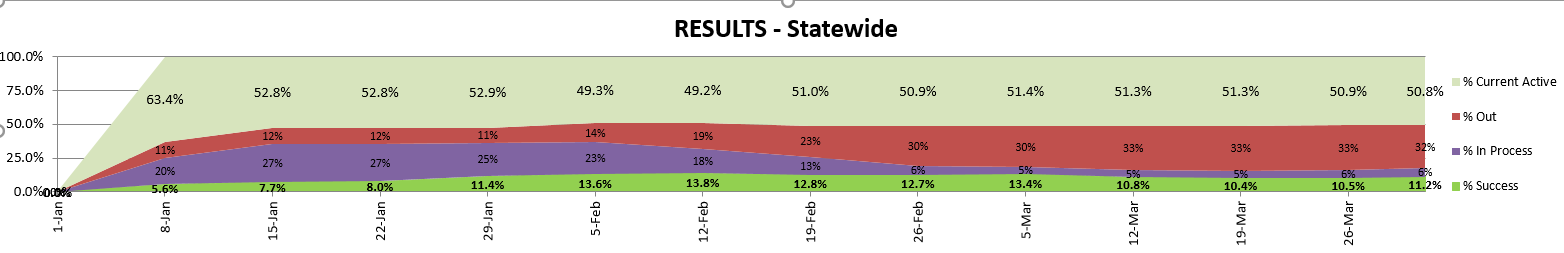 RESULTS - Statewide
100.0%
63.4% 52.8% 52.8% 52.9% 49.3% 49.2% 51.0% 50.9% 51.4% 51.3% 51.3% 50.9% 50.8%
% Current Active
75.0%
50.0%
11% 12% 12% 11% 14% 19% 23% 30% 30% 33% 33% 33% 32%
% Out
25.0%
20% 27% 27% 25% 23% 18% 13% 6% 5% 5% 5% 6% 6%
% In Process
0.0%
5.6% 7.7% 8.0% 11.4% 13.6% 13.8% 12.8% 12.7% 13.4% 10.8% 10.4% 10.5% 11.2%
% Success
1-Jan
8-Jan
15-Jan
22-Jan
29-Jan
5-Feb
12-Feb
19-Feb
26-Feb
5-Mar
12-Mar
19-Mar
26-Mar